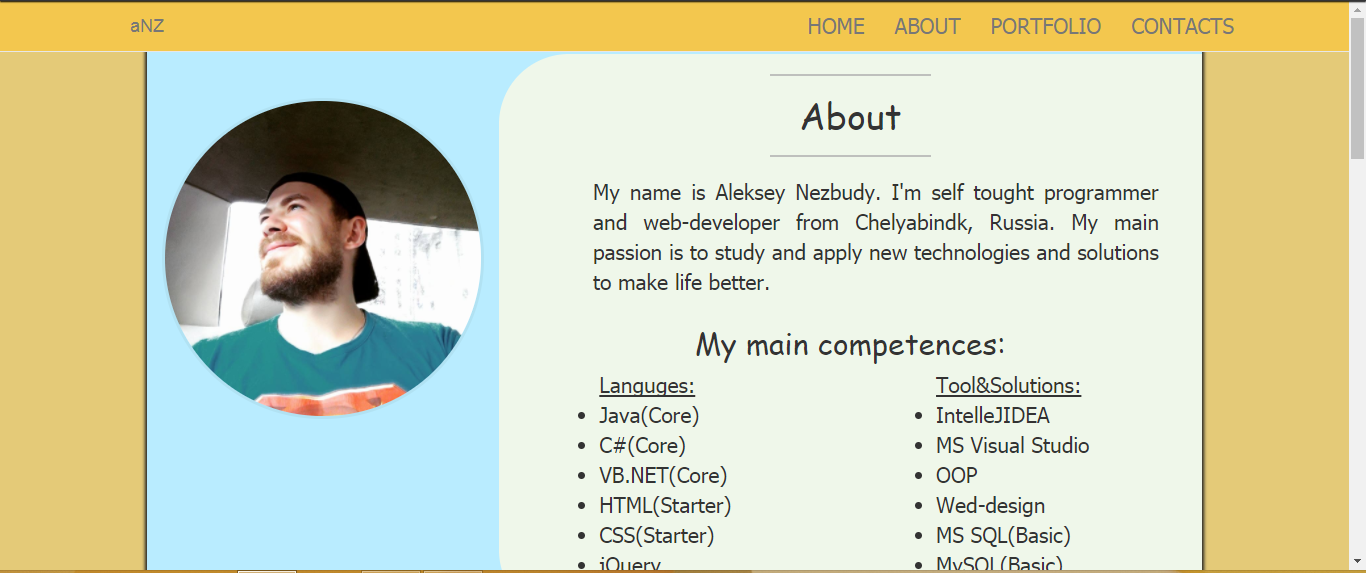 aNZ
HOME ABOUT PORTFOLIO CONTACTS
About
My name is Aleksey Nezbudy. I'm self tought programmer
and web-developer from Chelyabindk, Russia. My main
passion is to study and apply new technologies and solutions
to make life better.
My main competences:
Languges:
Java(Core)
C#(Core)
VB.NET(Core)
HTML(Starter)
CSS(Starter)
jQuery
Tool&Solutions:
IntelleJIDEA
MS Visual Studio
OOP
Wed-design
MS SQL(Basic)
MySQL(Basic)